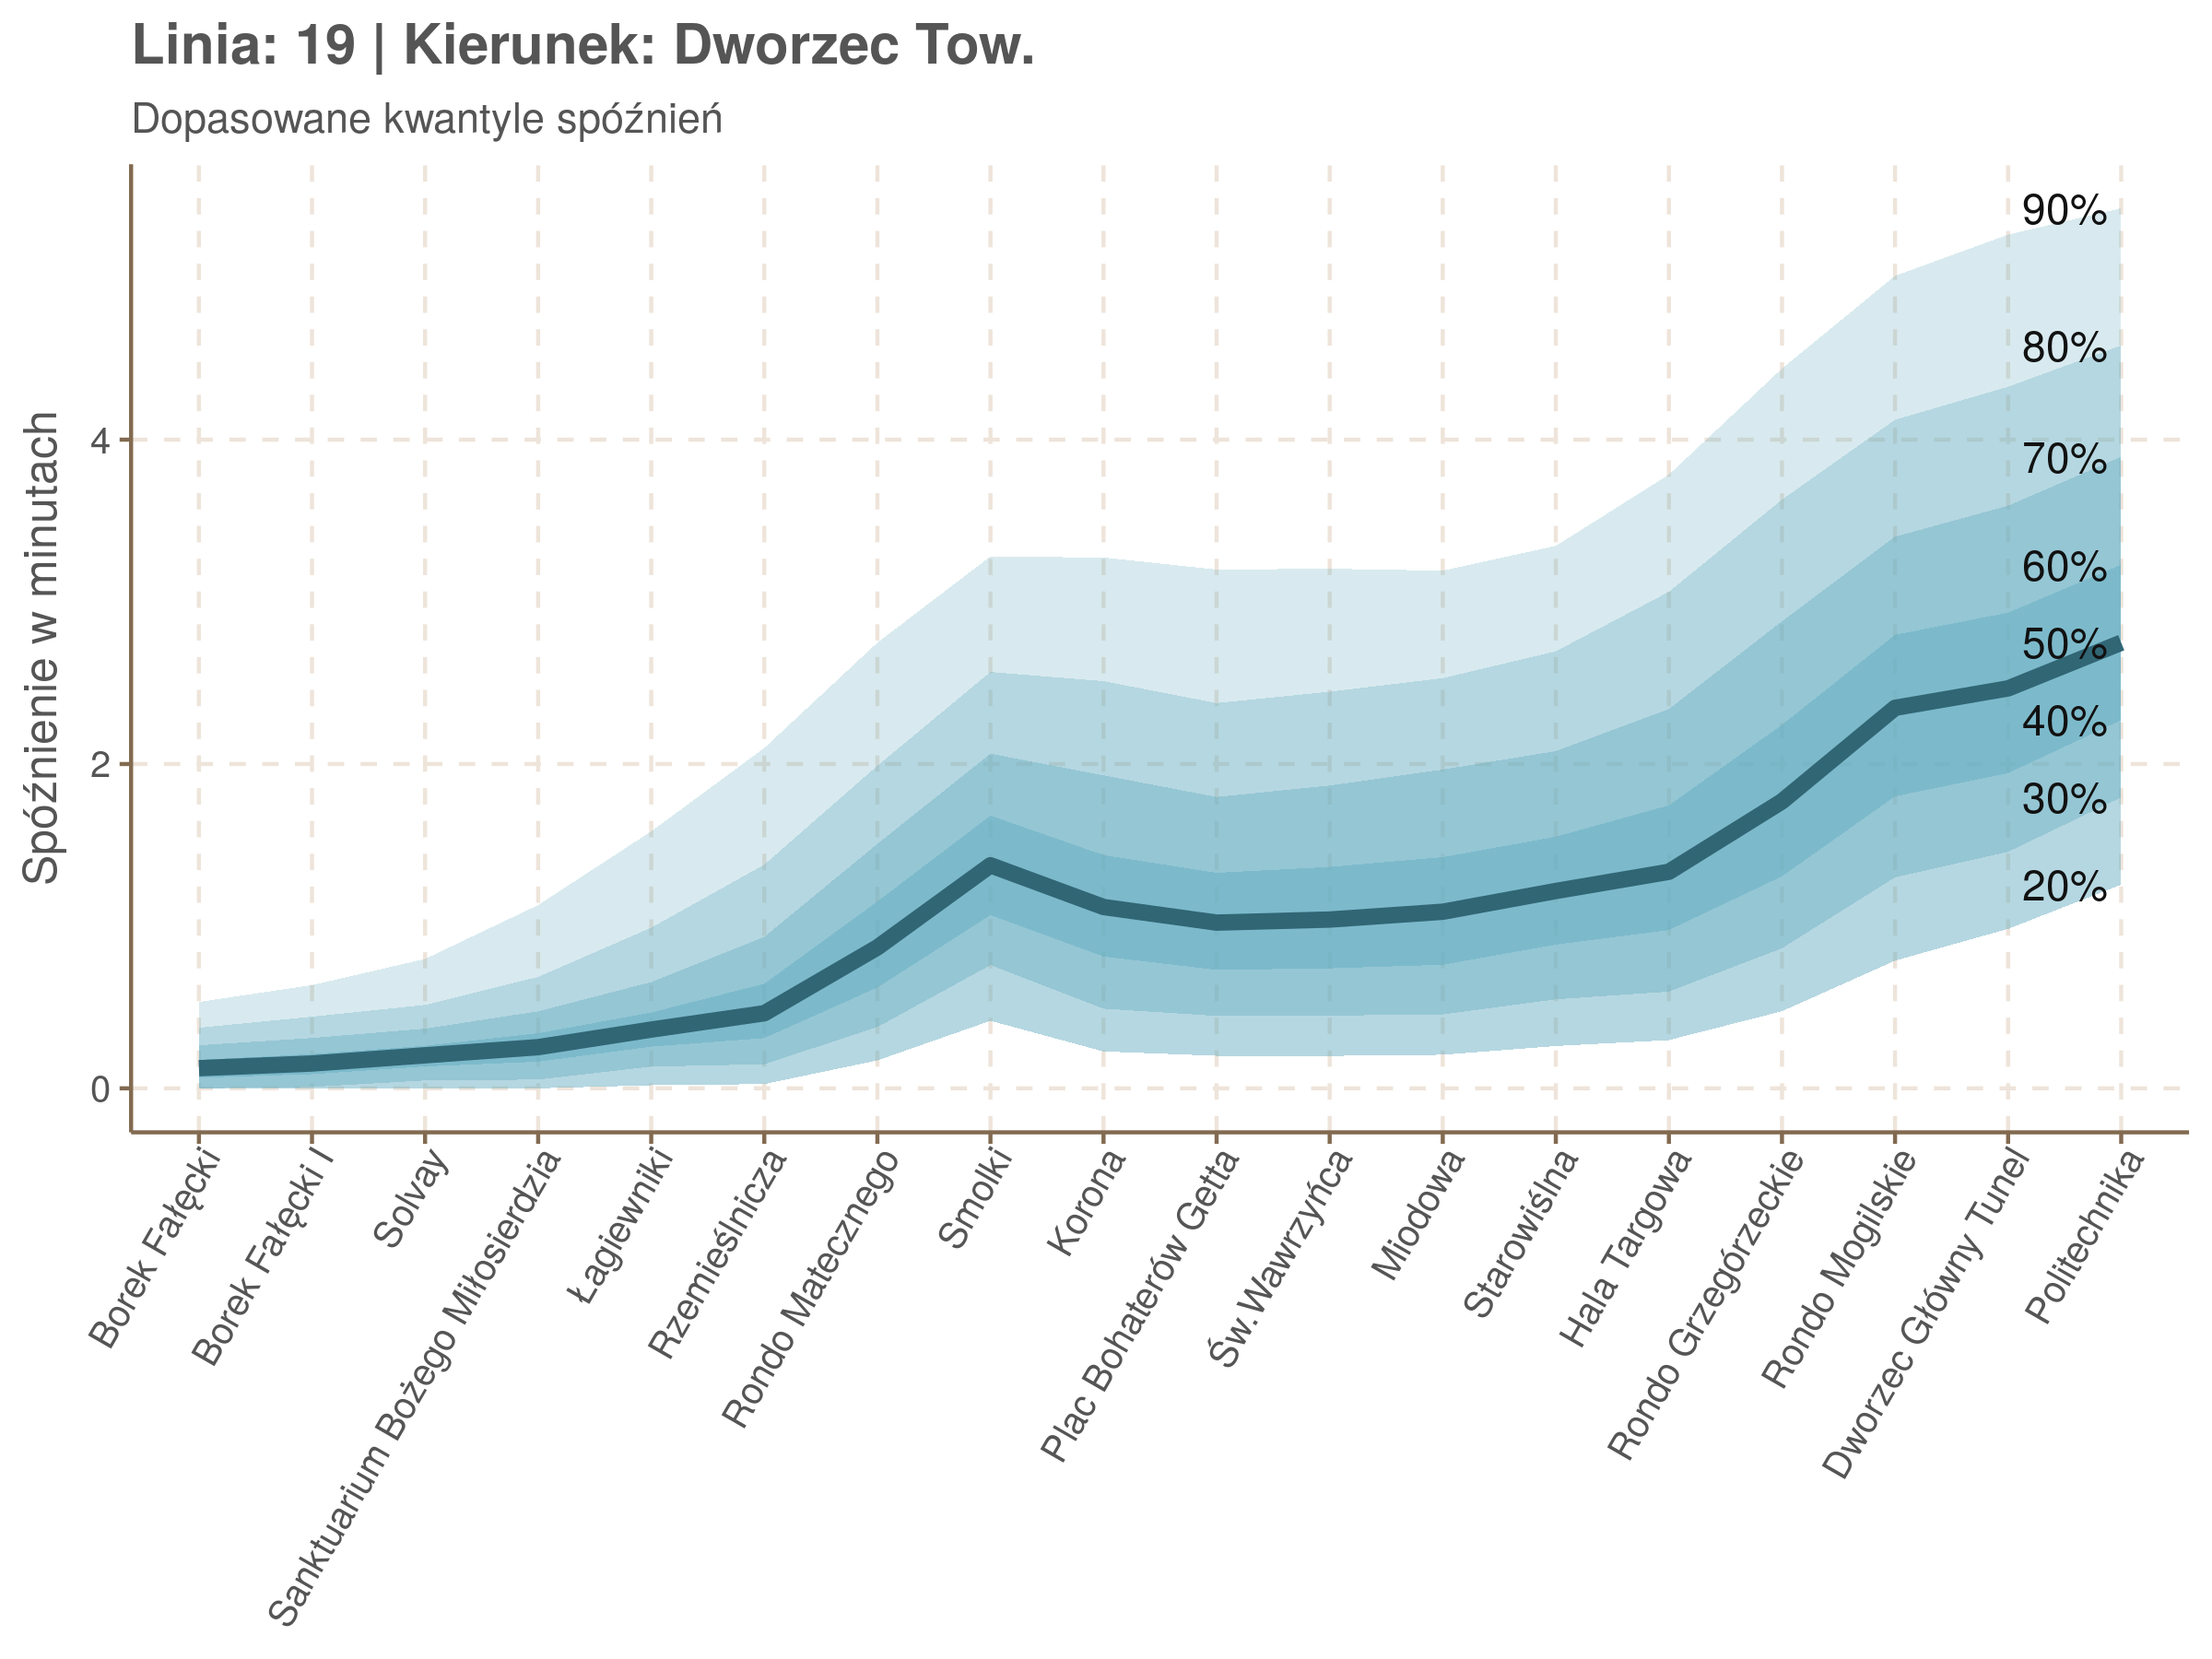 Linia: 19 | Kierunek: Dworzec Tow.
Dopasowane kwantyle spóźnień
Spóźnienie w minutach
4
2
0
90%
80%
70%
60%
50%
40%
30%
20%
Borek Fałęcki
Borek Fałęcki I
Solvay
Sanktuarium Bożego Miłosierdzia
Łagiewniki
Rzemieślnicza
Rondo Matecznego
Smolki
Korona
Plac Bohaterów Getta
Św. Wawrzyńca
Miodowa
Starowiślna
Hala Targowa
Rondo Grzegórzeckie
Rondo Mogilskie
Dworzec Główny Tunel
Politechnika